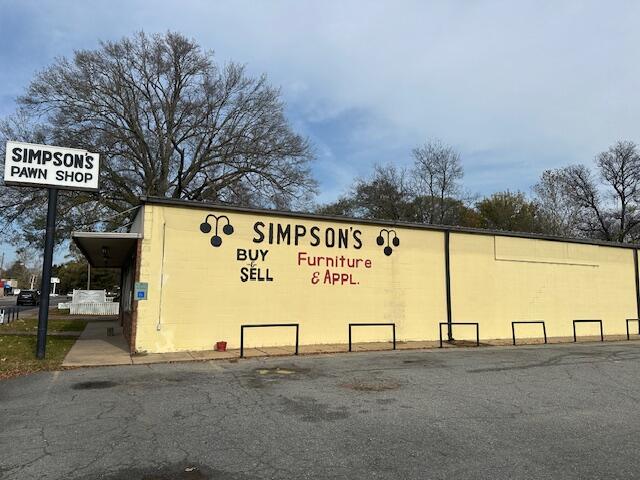 SIMPSON'S
PAWN SHOP
SIMPSON'S
BUY
&
SELL
Furniture
& APPL.